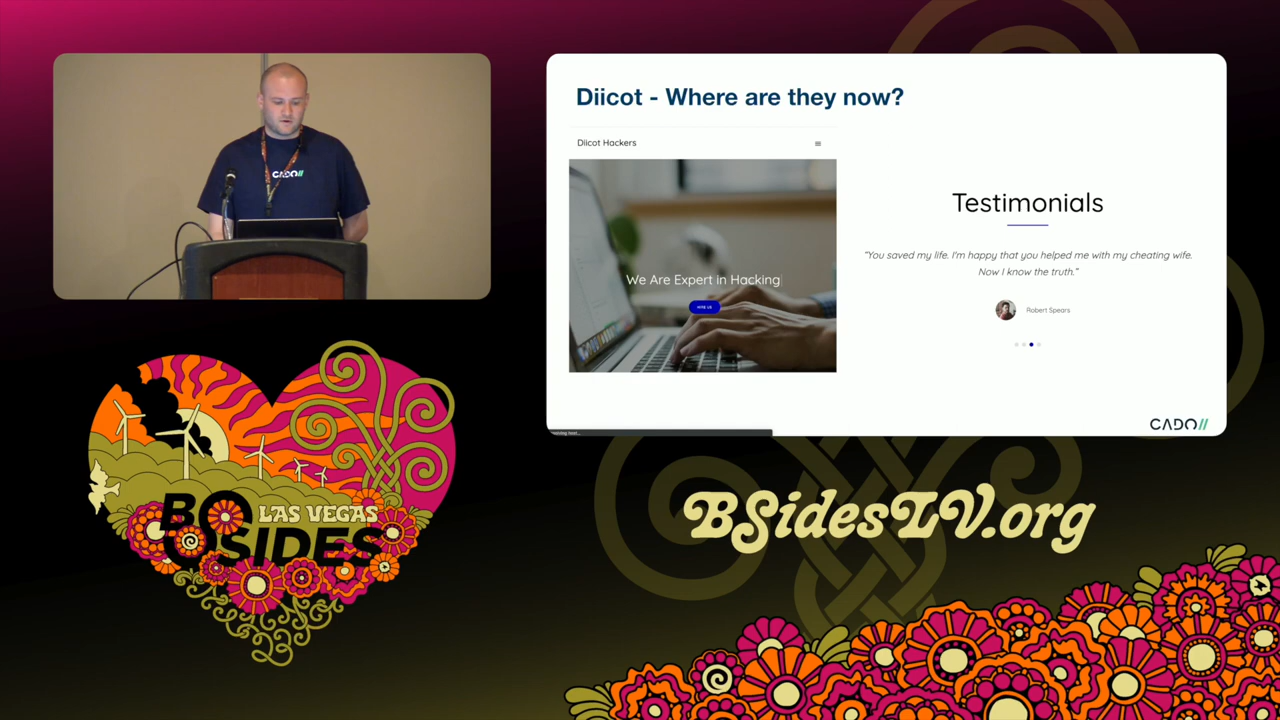 CADO//
Diicot - Where are they now?
Diicot Hackers
We Are Expert in Hacking
HIRE US
Testimonials
"You saved my life. I'm happy that you helped me with my cheating wife.
Now I know the truth."
Robert Spears
CADO//
BSIDES
LAS VEGAS
BSidesLV.org